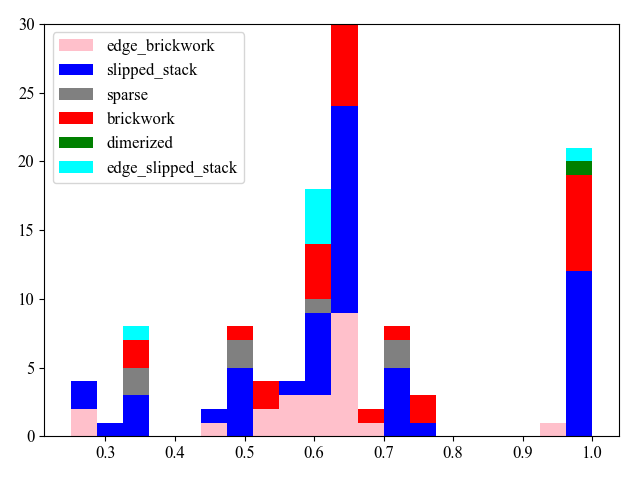 30
25
20
15
10
5
0
edge_brickwork
slipped_stack
sparse
brickwork
dimerized
edge_slipped_stack
0.3 0.4 0.5 0.6 0.7 0.8 0.9 1.0